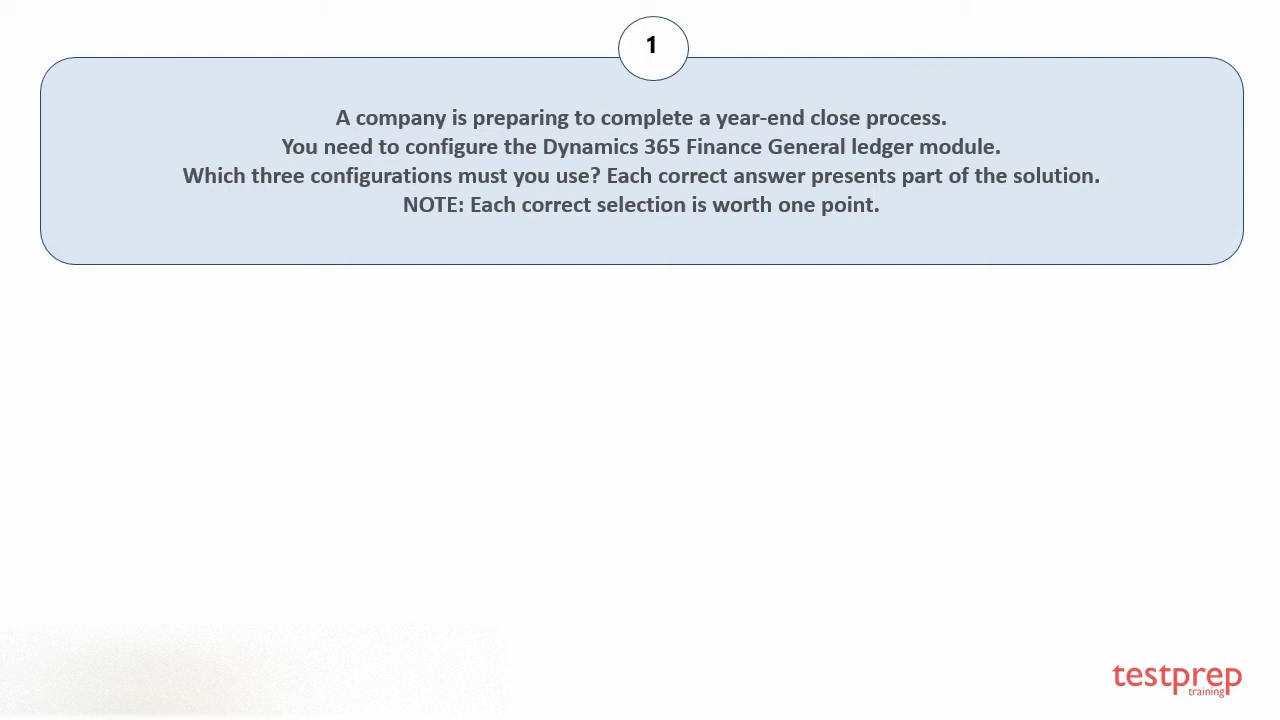 1
A company is preparing to complete a year-end close process.
You need to configure the Dynamics 365 Finance General ledger module.
Which three configurations must you use? Each correct answer presents part of the solution.
NOTE: Each correct selection is worth one point.
testprep
training